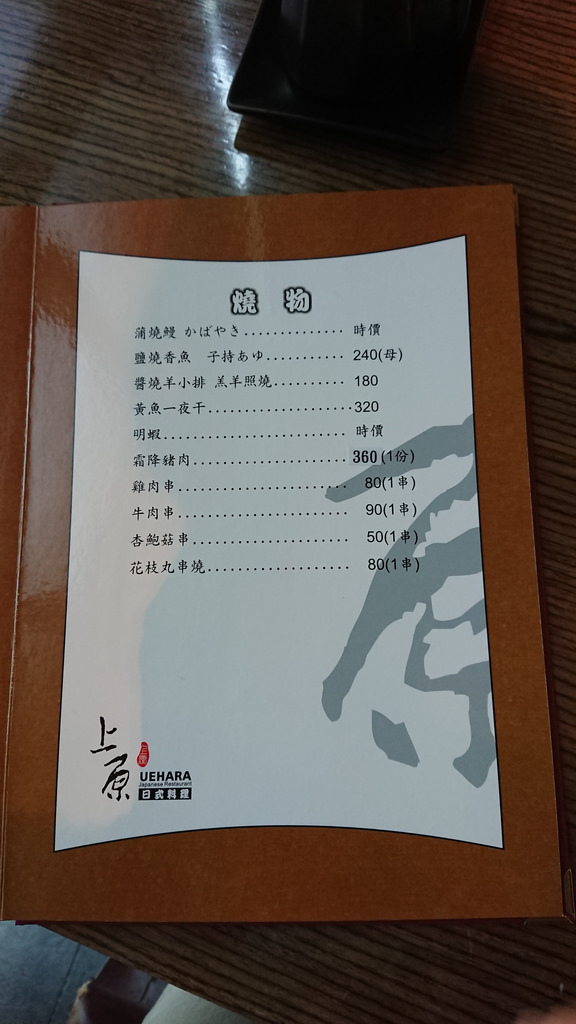 燒物
蒲燒鰻 かばやき.............. 時價
鹽燒香魚 子持あゆ........... 240(母)
醬燒羊小排 羔羊照燒.......... 180
黃魚一夜干.....................320
明蝦......................... 時價
霜降豬肉...................... 360(1份)
雞肉串........................ 80(1串)
牛肉串........................ 90(1串)
杏鮑菇串...................... 50(1串)
花枝丸串燒.................... 80(1串)
上原
UEHARA
Japanese Restaurant
日式料理